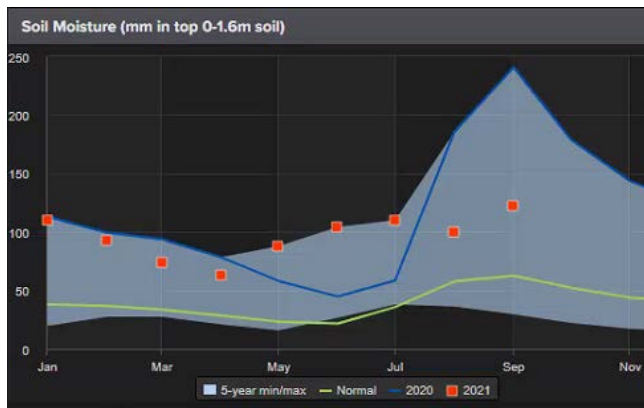 Soil Moisture (mm in top 0-1.6m soil)
250
200
150
100
50
0
Jan Mar May Jul Sep Nov
5-year min/max Normal 2020 2021